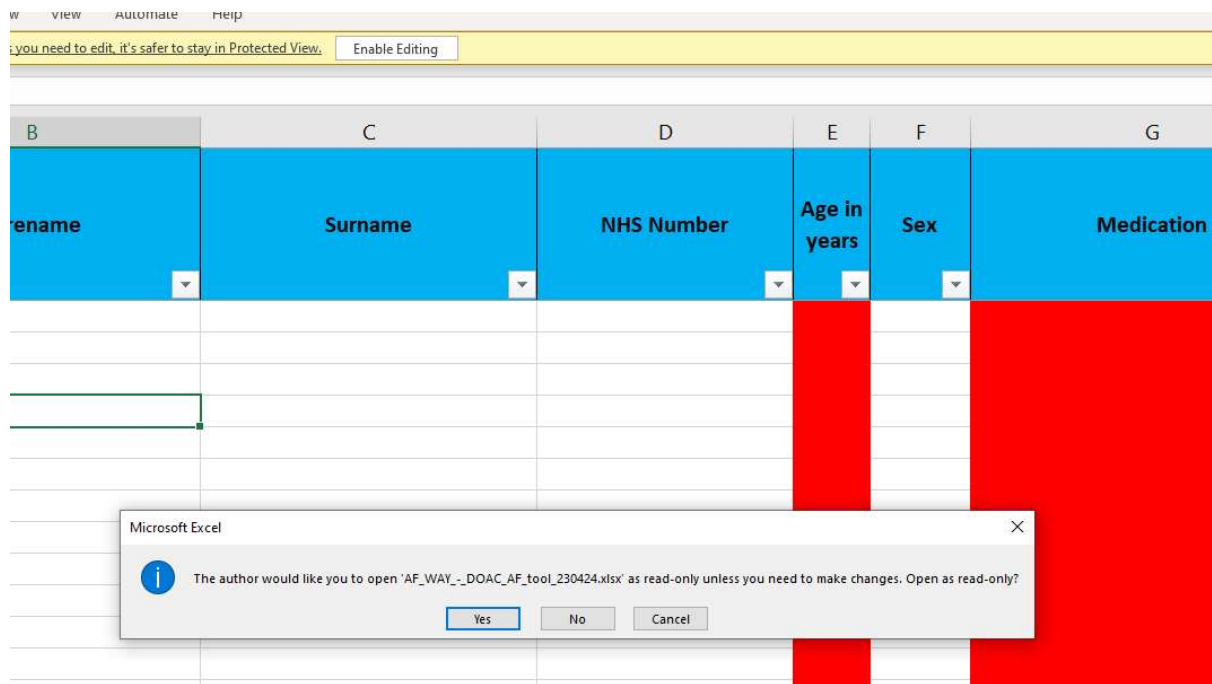 View Automate Help
you need to edit, it's safer to stay in Protected View. Enable Editing
B C D E F G
rename Surname NHS Number Age in years Sex Medication
Microsoft Excel
The author would like you to open 'AF_WAY_-_DOAC_AF_tool_230424.xlsx' as read-only unless you need to make changes. Open as read-only?
Yes No Cancel